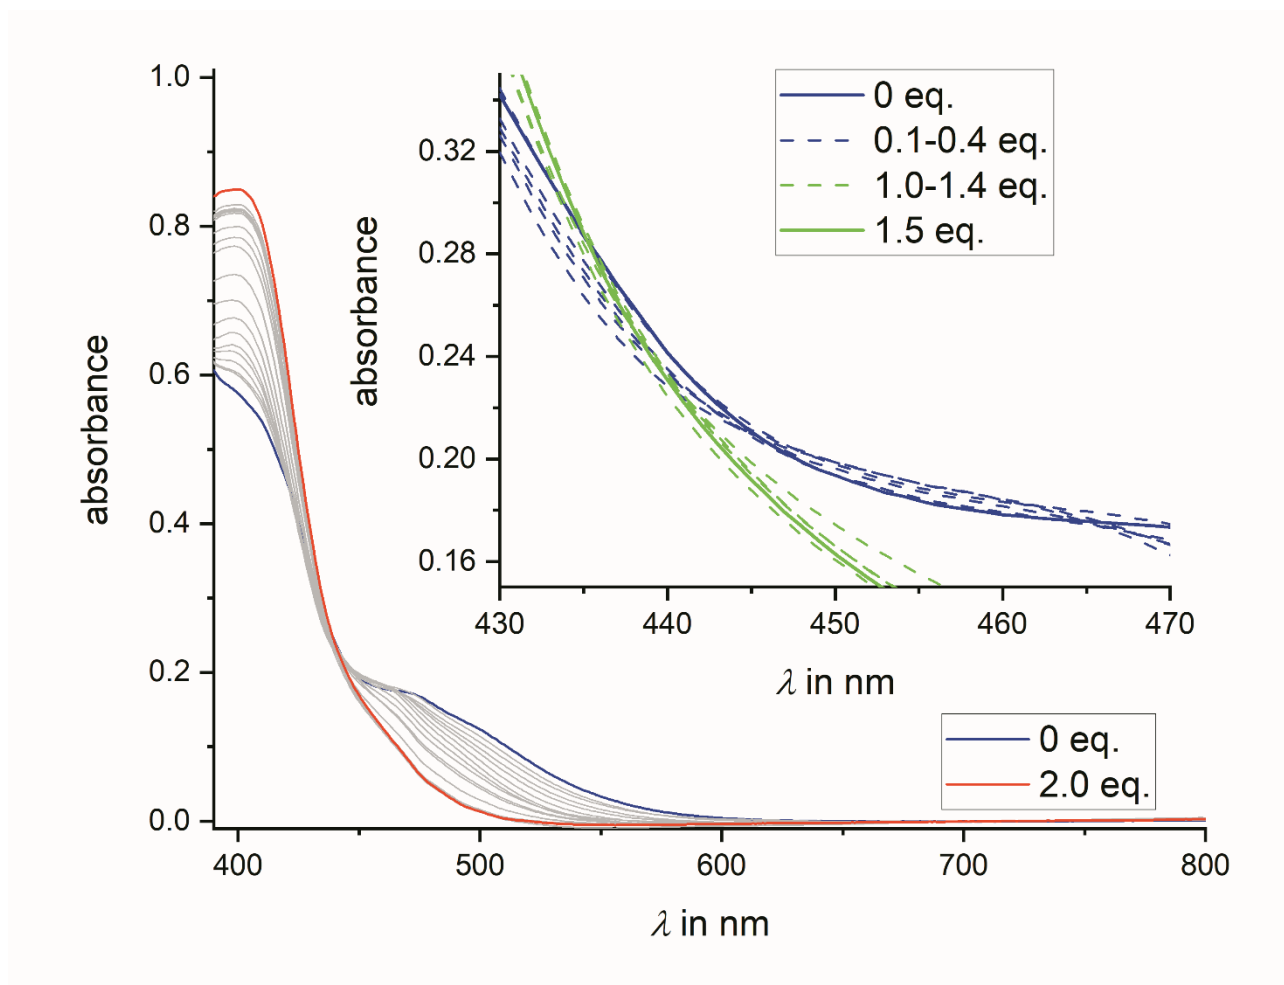 1.0
0.8
0.6
0.4
0.2
0.0
absorbance
400
500
600
700
800
λ in nm
0.32
0.28
0.24
0.20
0.16
absorbance
430
440
450
460
470
λ in nm
0 eq.
0.1-0.4 eq.
1.0-1.4 eq.
1.5 eq.
0 eq.
2.0 eq.